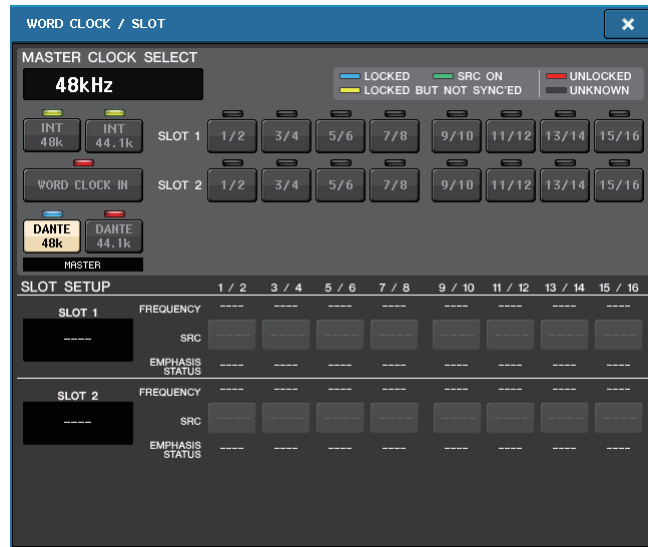 WORD CLOCK / SLOT ×
MASTER CLOCK SELECT
48kHz
LOCKED SRC ON UNLOCKED
LOCKED BUT NOT SYNC'ED UNKNOWN
INT 48k INT 44.1k SLOT 1 1/2 3/4 5/6 7/8 9/10 11/12 13/14 15/16
WORD CLOCK IN SLOT 2 1/2 3/4 5/6 7/8 9/10 11/12 13/14 15/16
DANTE 48k DANTE 44.1k
MASTER
SLOT SETUP 1 / 2 3 / 4 5 / 6 7 / 8 9 / 10 11 / 12 13 / 14 15 / 16
SLOT 1 FREQUENCY ---- ---- ---- ---- ---- ---- ---- ----
---- SRC ---- ---- ---- ---- ---- ---- ---- ----
EMPHASIS STATUS ---- ---- ---- ---- ---- ---- ---- ----
SLOT 2 FREQUENCY ---- ---- ---- ---- ---- ---- ---- ----
---- SRC ---- ---- ---- ---- ---- ---- ---- ----
EMPHASIS STATUS ---- ---- ---- ---- ---- ---- ---- ----